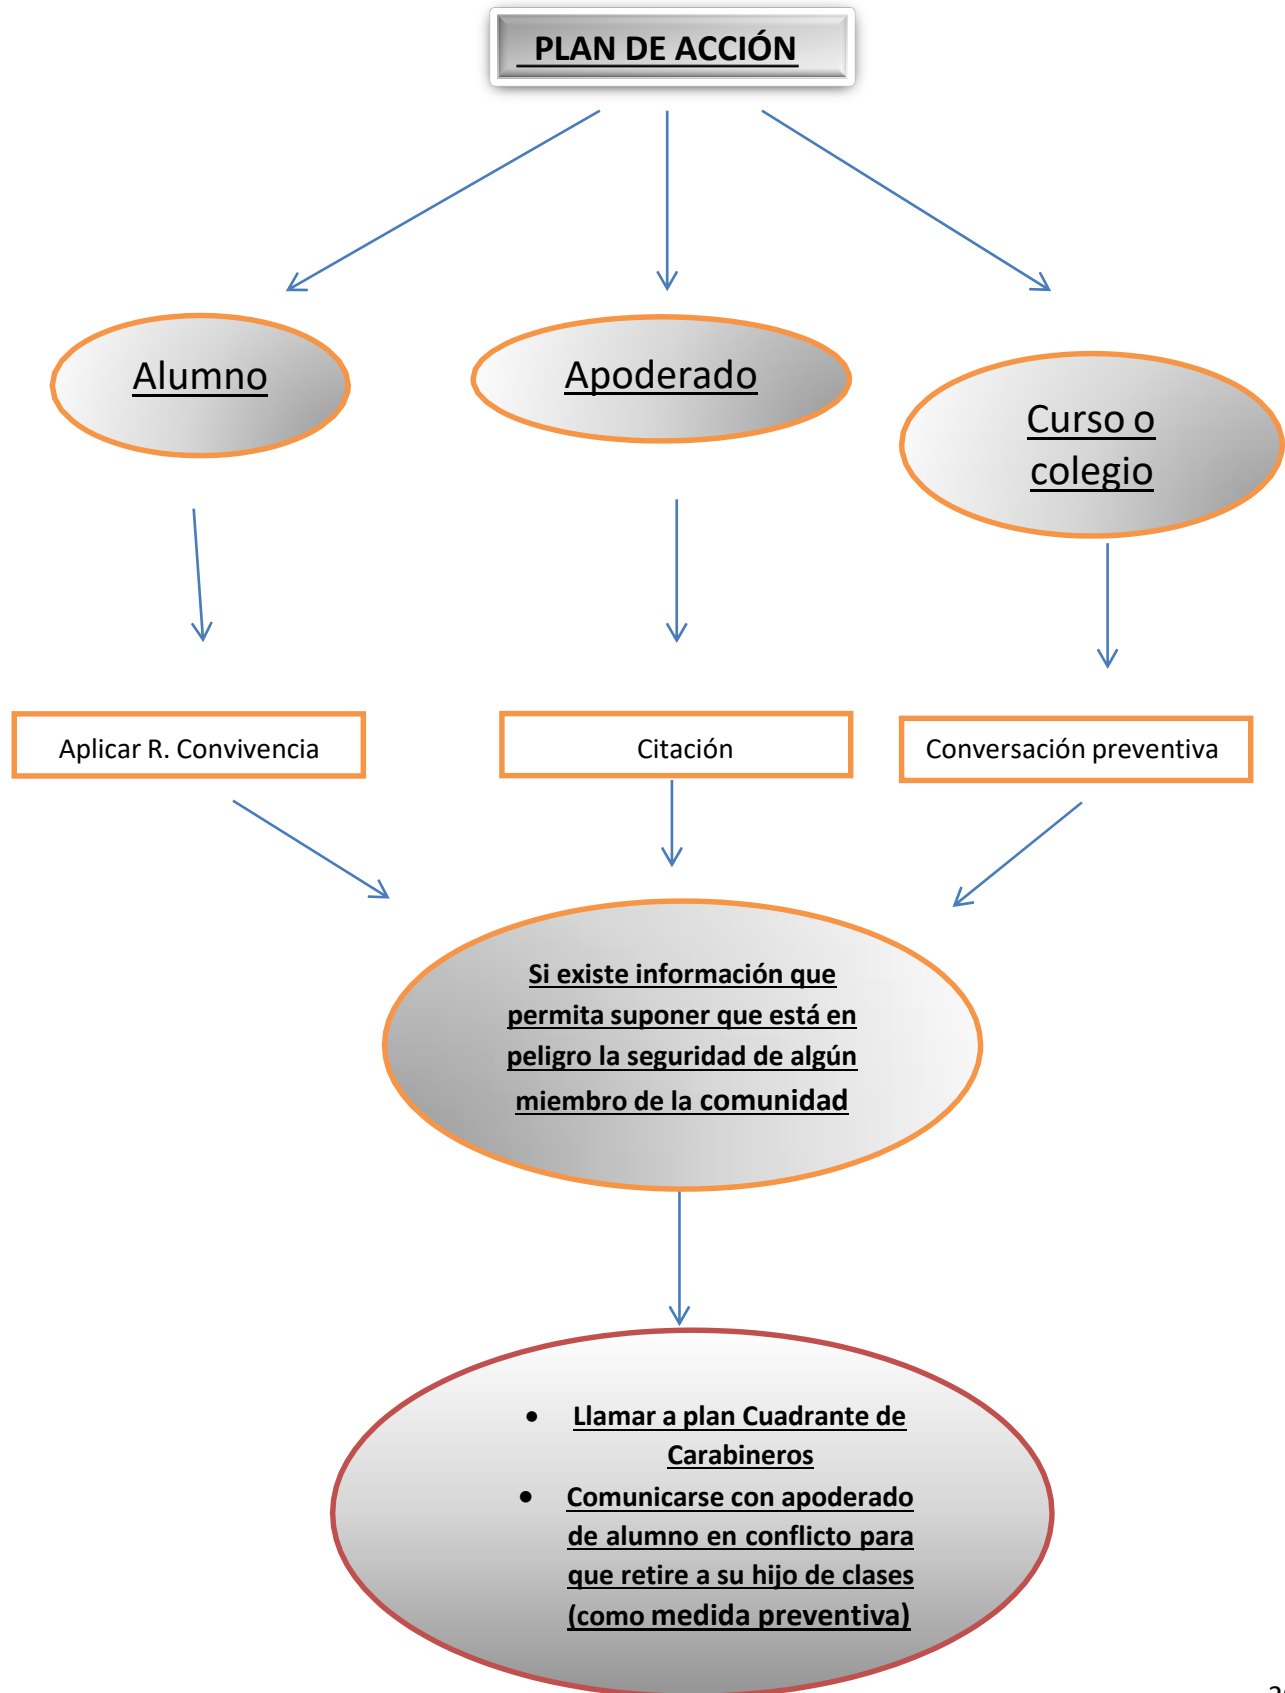 PLAN DE ACCIÓN
Alumno
Apoderado
Curso o
colegio
Aplicar R. Convivencia
Citación
Conversación preventiva
Si existe información que
permita suponer que está en
peligro la seguridad de algún
miembro de la comunidad
• Llamar a plan Cuadrante de
Carabineros
• Comunicarse con apoderado
de alumno en conflicto para
que retire a su hijo de clases
(como medida preventiva)